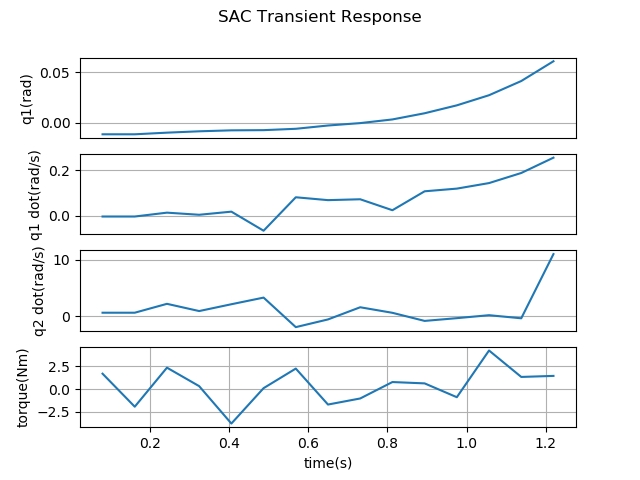 SAC Transient Response
0.05
0.00
q1(rad)
0.2
0.0
q1 dot(rad/s)
10
0
q2 dot(rad/s)
2.5
0.0
−2.5
torque(Nm)
0.2 0.4 0.6 0.8 1.0 1.2
time(s)